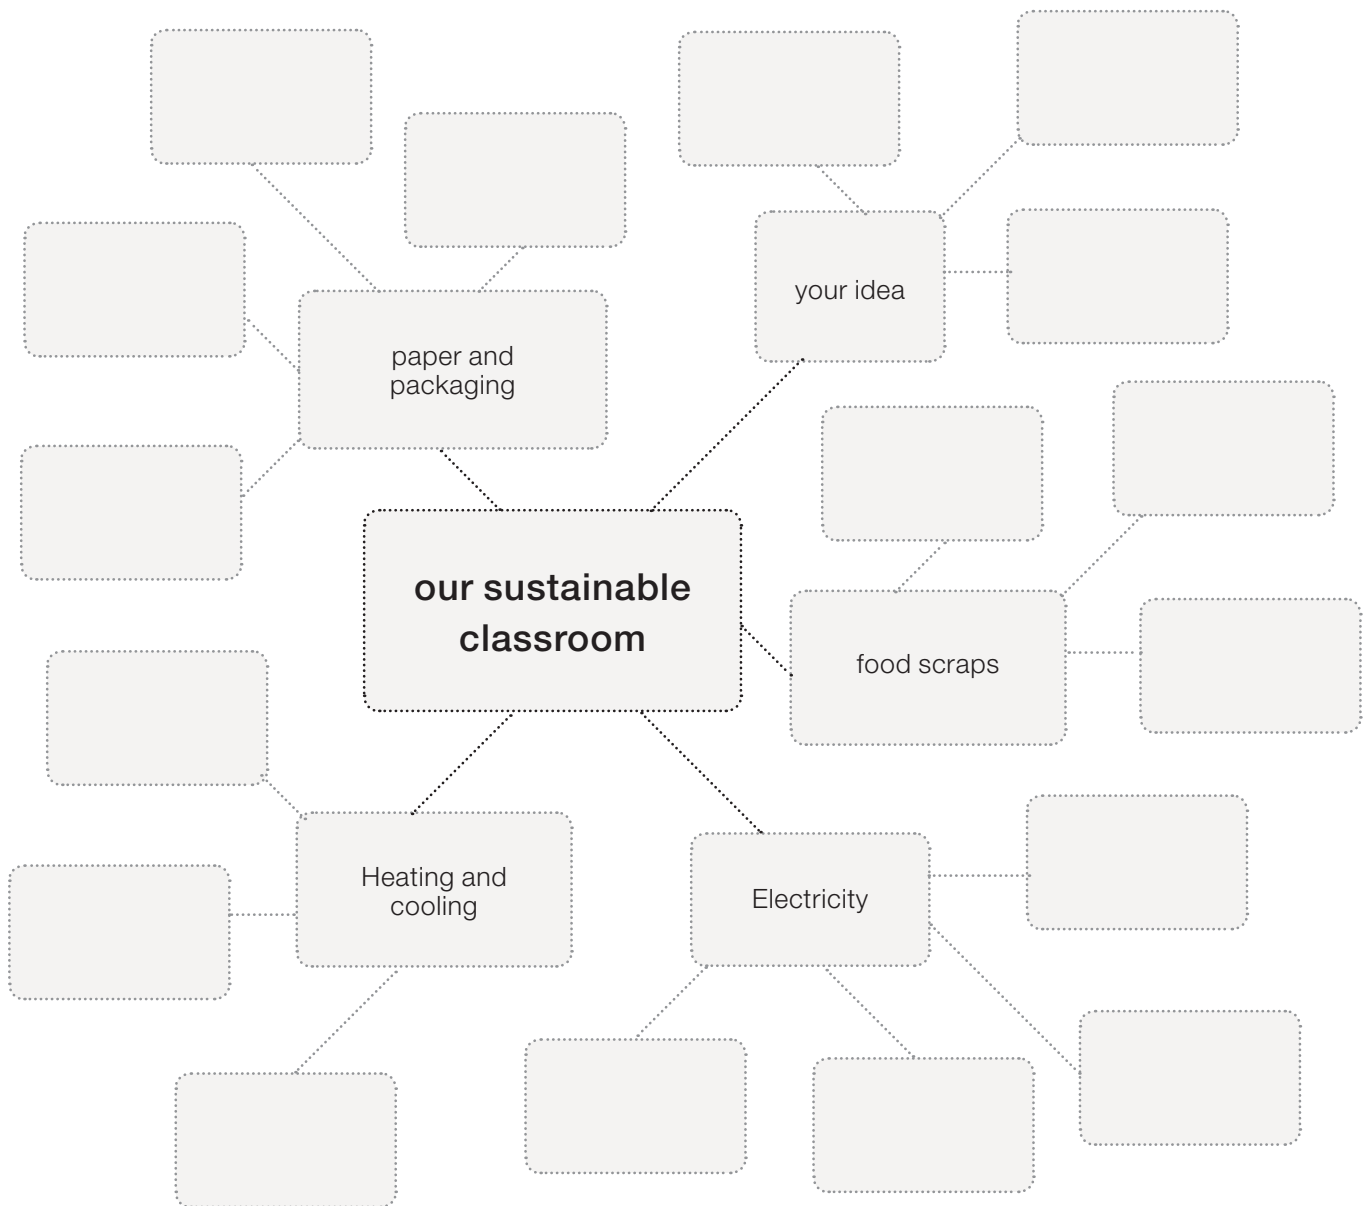 your idea
paper and
packaging
our sustainable
classroom
food scraps
Heating and
cooling
Electricity